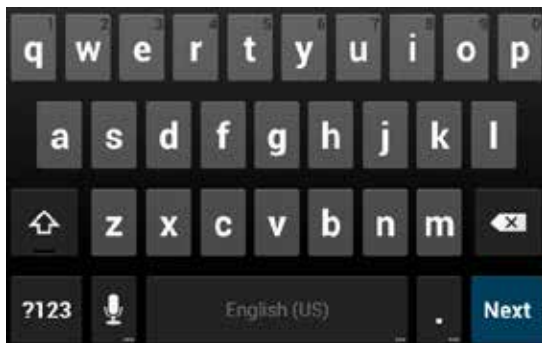 1 2 3 4 5 6 7 8 9 0
q w e r t y u i o p
a s d f g h j k l
z x c v b n m
?123 English (US) . Next